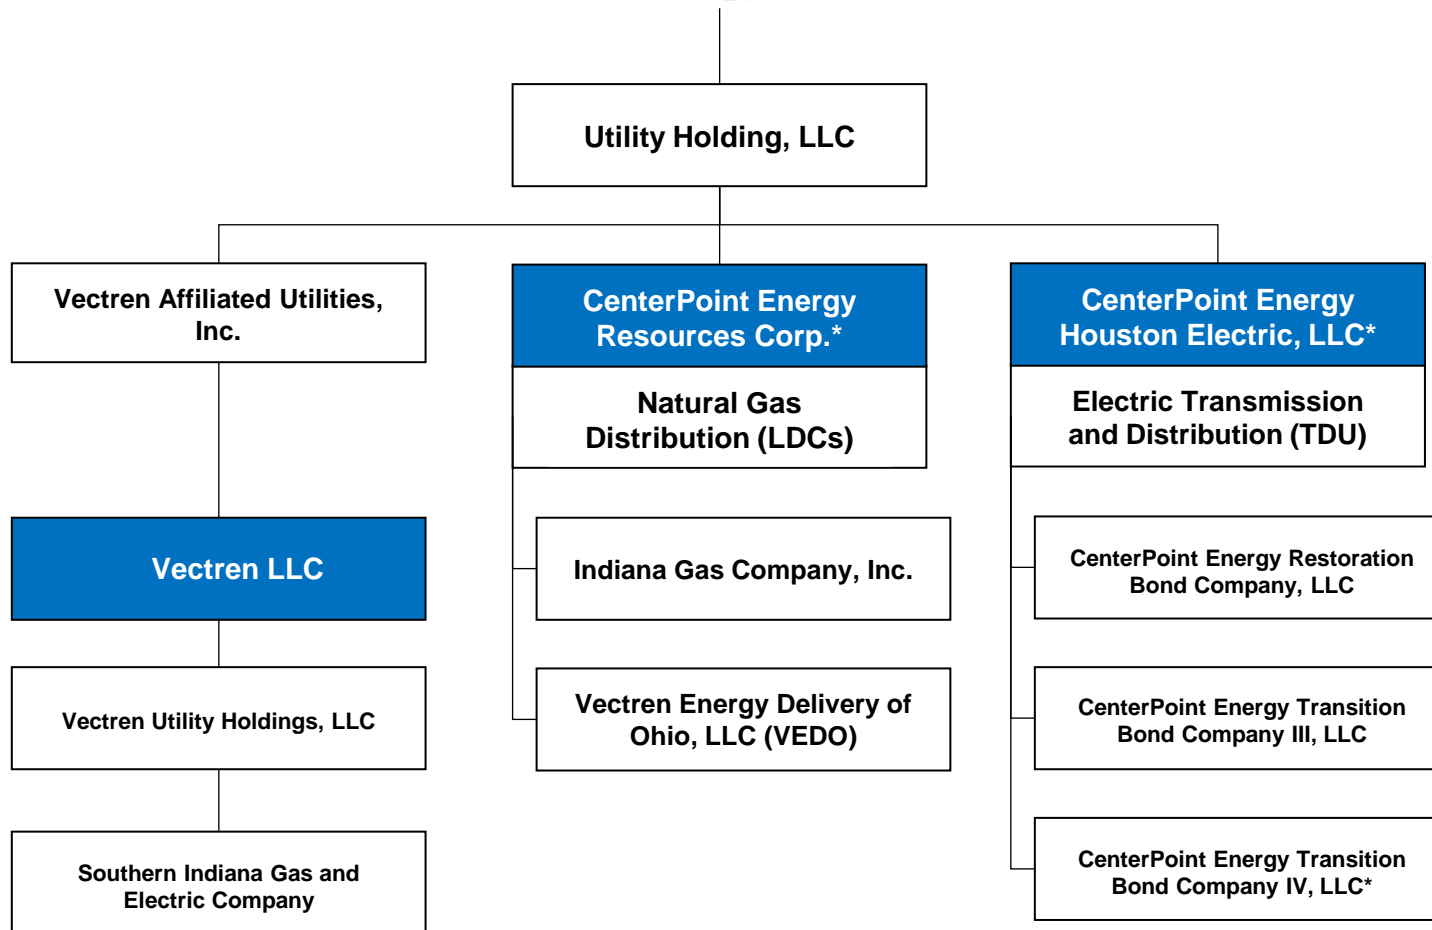 Utility Holding, LLC
Vectren Affiliated Utilities,
Inc.
CenterPoint Energy
Resources Corp.*
CenterPoint Energy
Houston Electric, LLC*
Natural Gas
Distribution (LDCs)
Electric Transmission
and Distribution (TDU)
Vectren LLC
Indiana Gas Company, Inc.
CenterPoint Energy Restoration
Bond Company, LLC
Vectren Utility Holdings, LLC
Vectren Energy Delivery of
Ohio, LLC (VEDO)
CenterPoint Energy Transition
Bond Company III, LLC
Southern Indiana Gas and
Electric Company
CenterPoint Energy Transition
Bond Company IV, LLC*